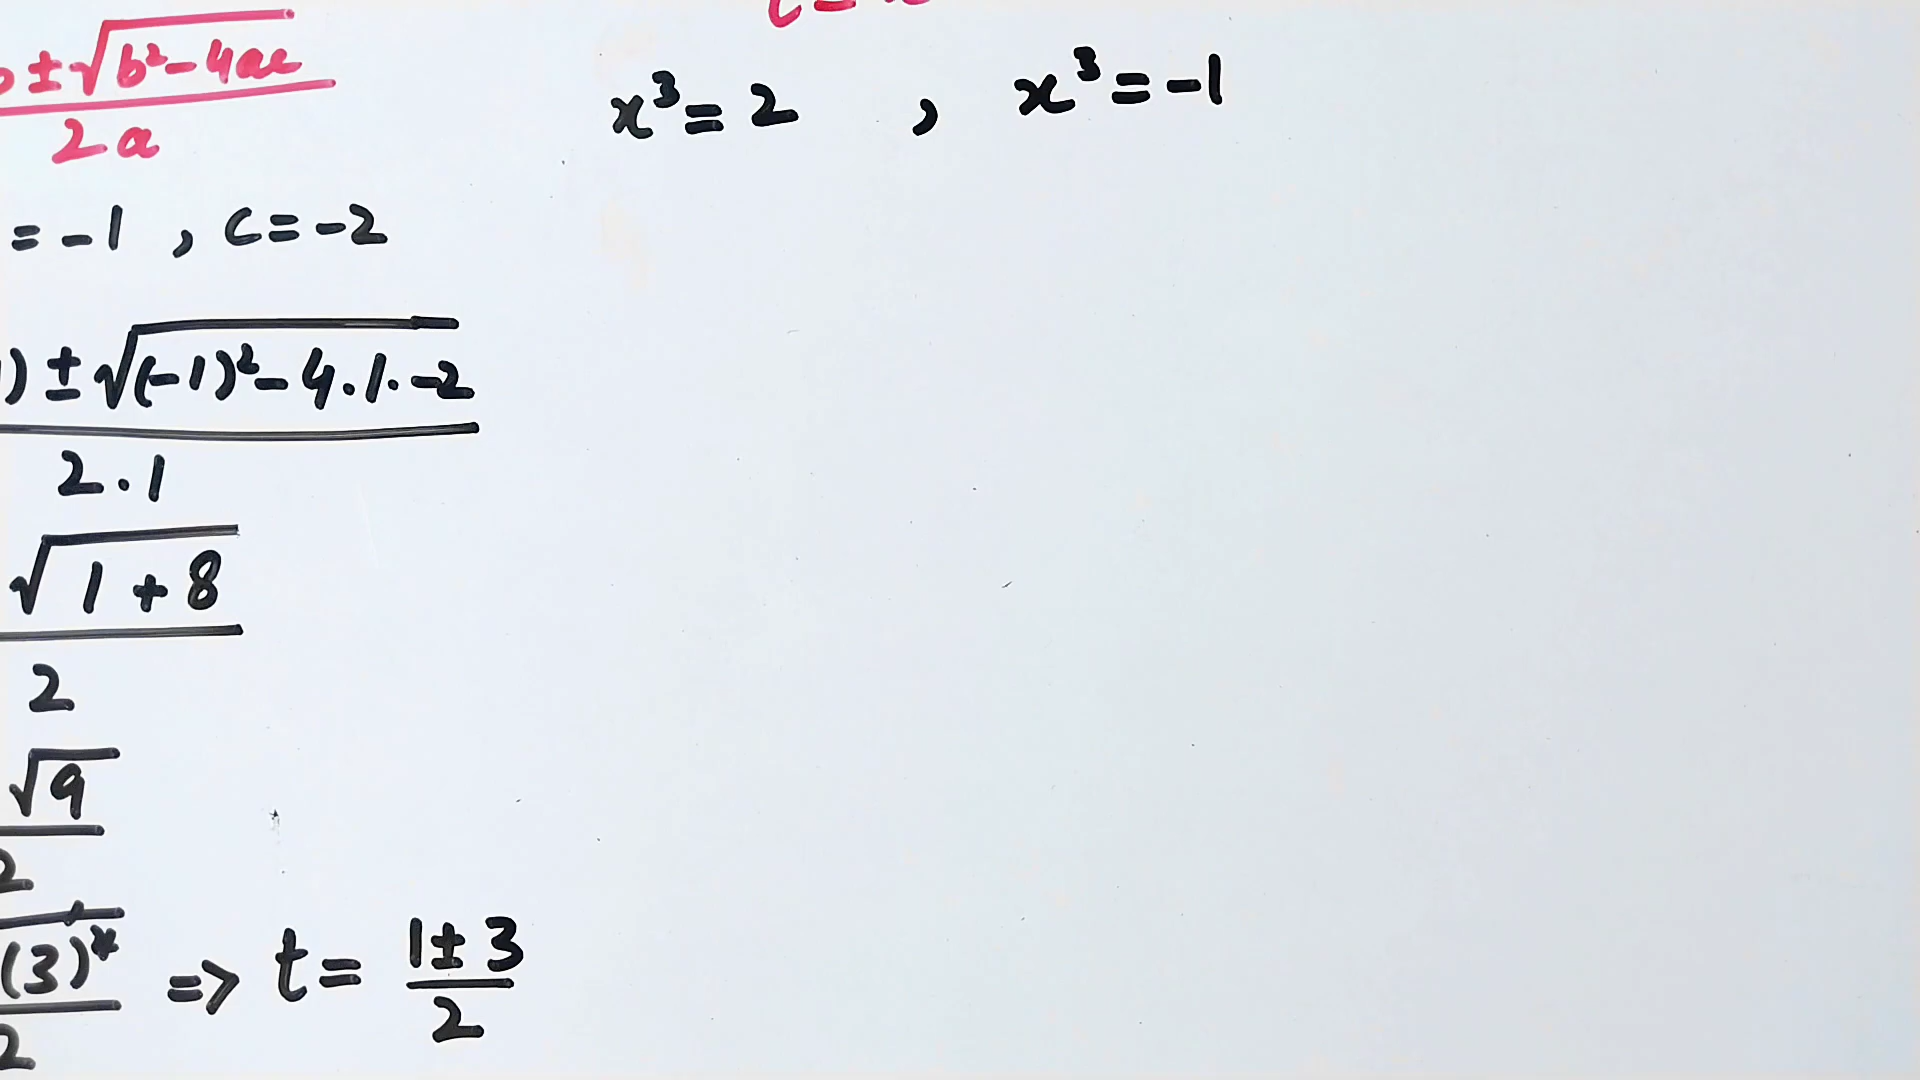 ± √b²-4ac
2a
= -1 , c = -2
) ± √(-1)² - 4.1.-2
2.1
√1 + 8
2
√9
2
(3)² => t = 1 ± 3
2 2
x³ = 2 , x³ = -1